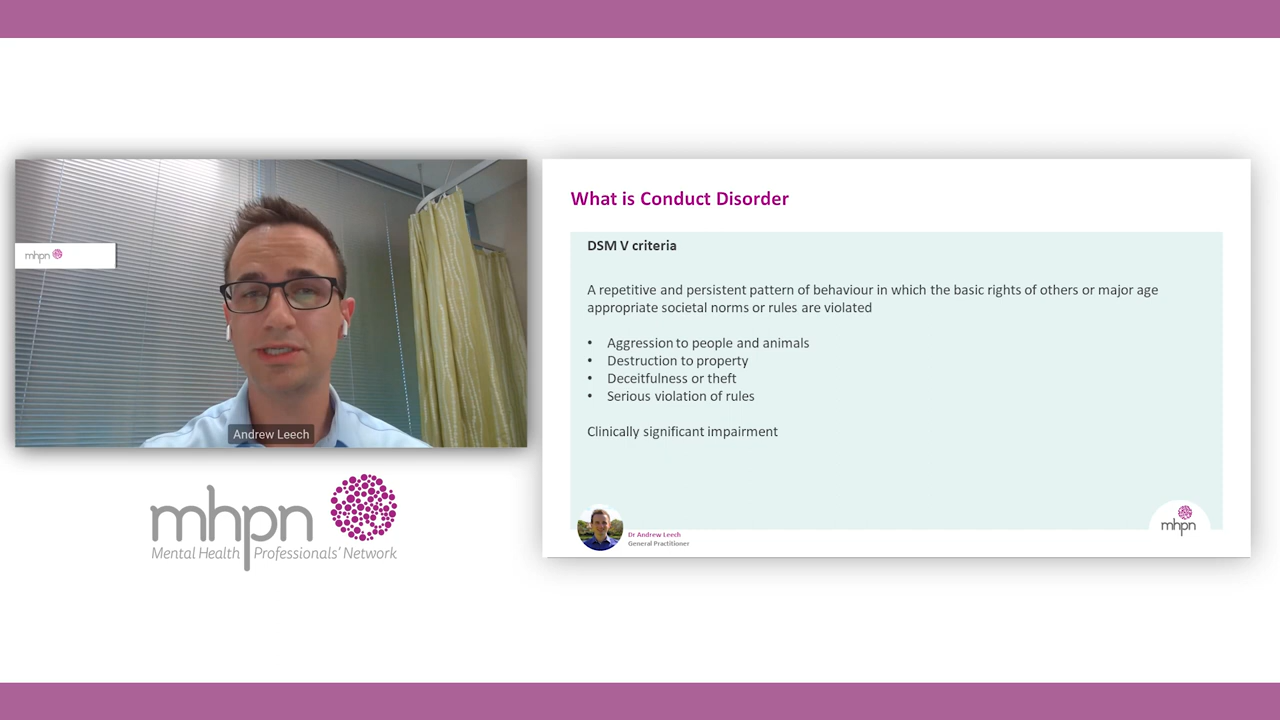 mhpn
Andrew Leech
mhpn
Mental Health Professionals' Network
What is Conduct Disorder
DSM V criteria
A repetitive and persistent pattern of behaviour in which the basic rights of others or major age
appropriate societal norms or rules are violated
• Aggression to people and animals
• Destruction to property
• Deceitfulness or theft
• Serious violation of rules
Clinically significant impairment
Dr Andrew Leech
General Practitioner
mhpn